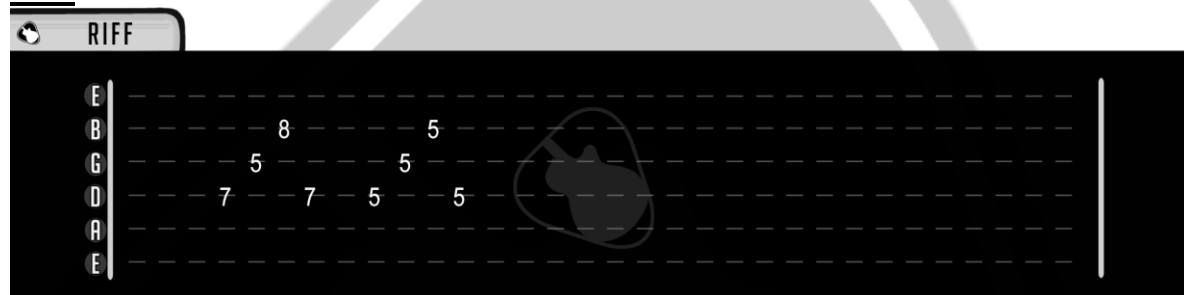 RIFF
E — — — — — — — — — — — — — — — — — — — — — — — — — — — — — — — —
B — — — — — 8 — — — — 5 — — — — — — — — — — — — — — — — — — — —
G — — — — 5 — — — — 5 — — — — — — — — — — — — — — — — — — — — —
D — — — 7 — — 7 — 5 — — 5 — — — — — — — — — — — — — — — — — — — —
A — — — — — — — — — — — — — — — — — — — — — — — — — — — — — — — —
E — — — — — — — — — — — — — — — — — — — — — — — — — — — — — — — —